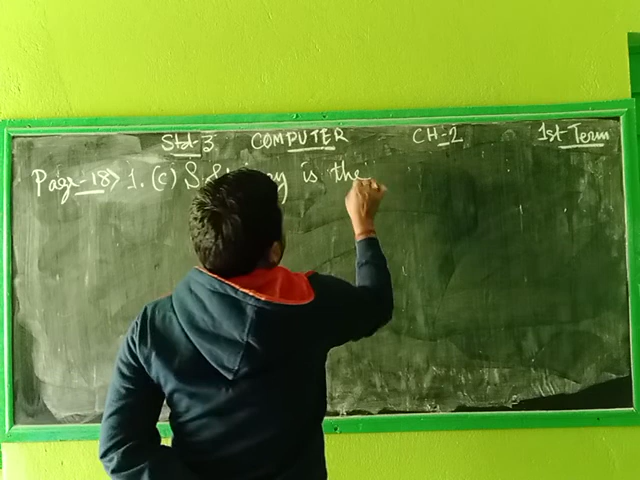 Std-3 COMPUTER CH-2 1st Term
Page-18> 1. (c) is the